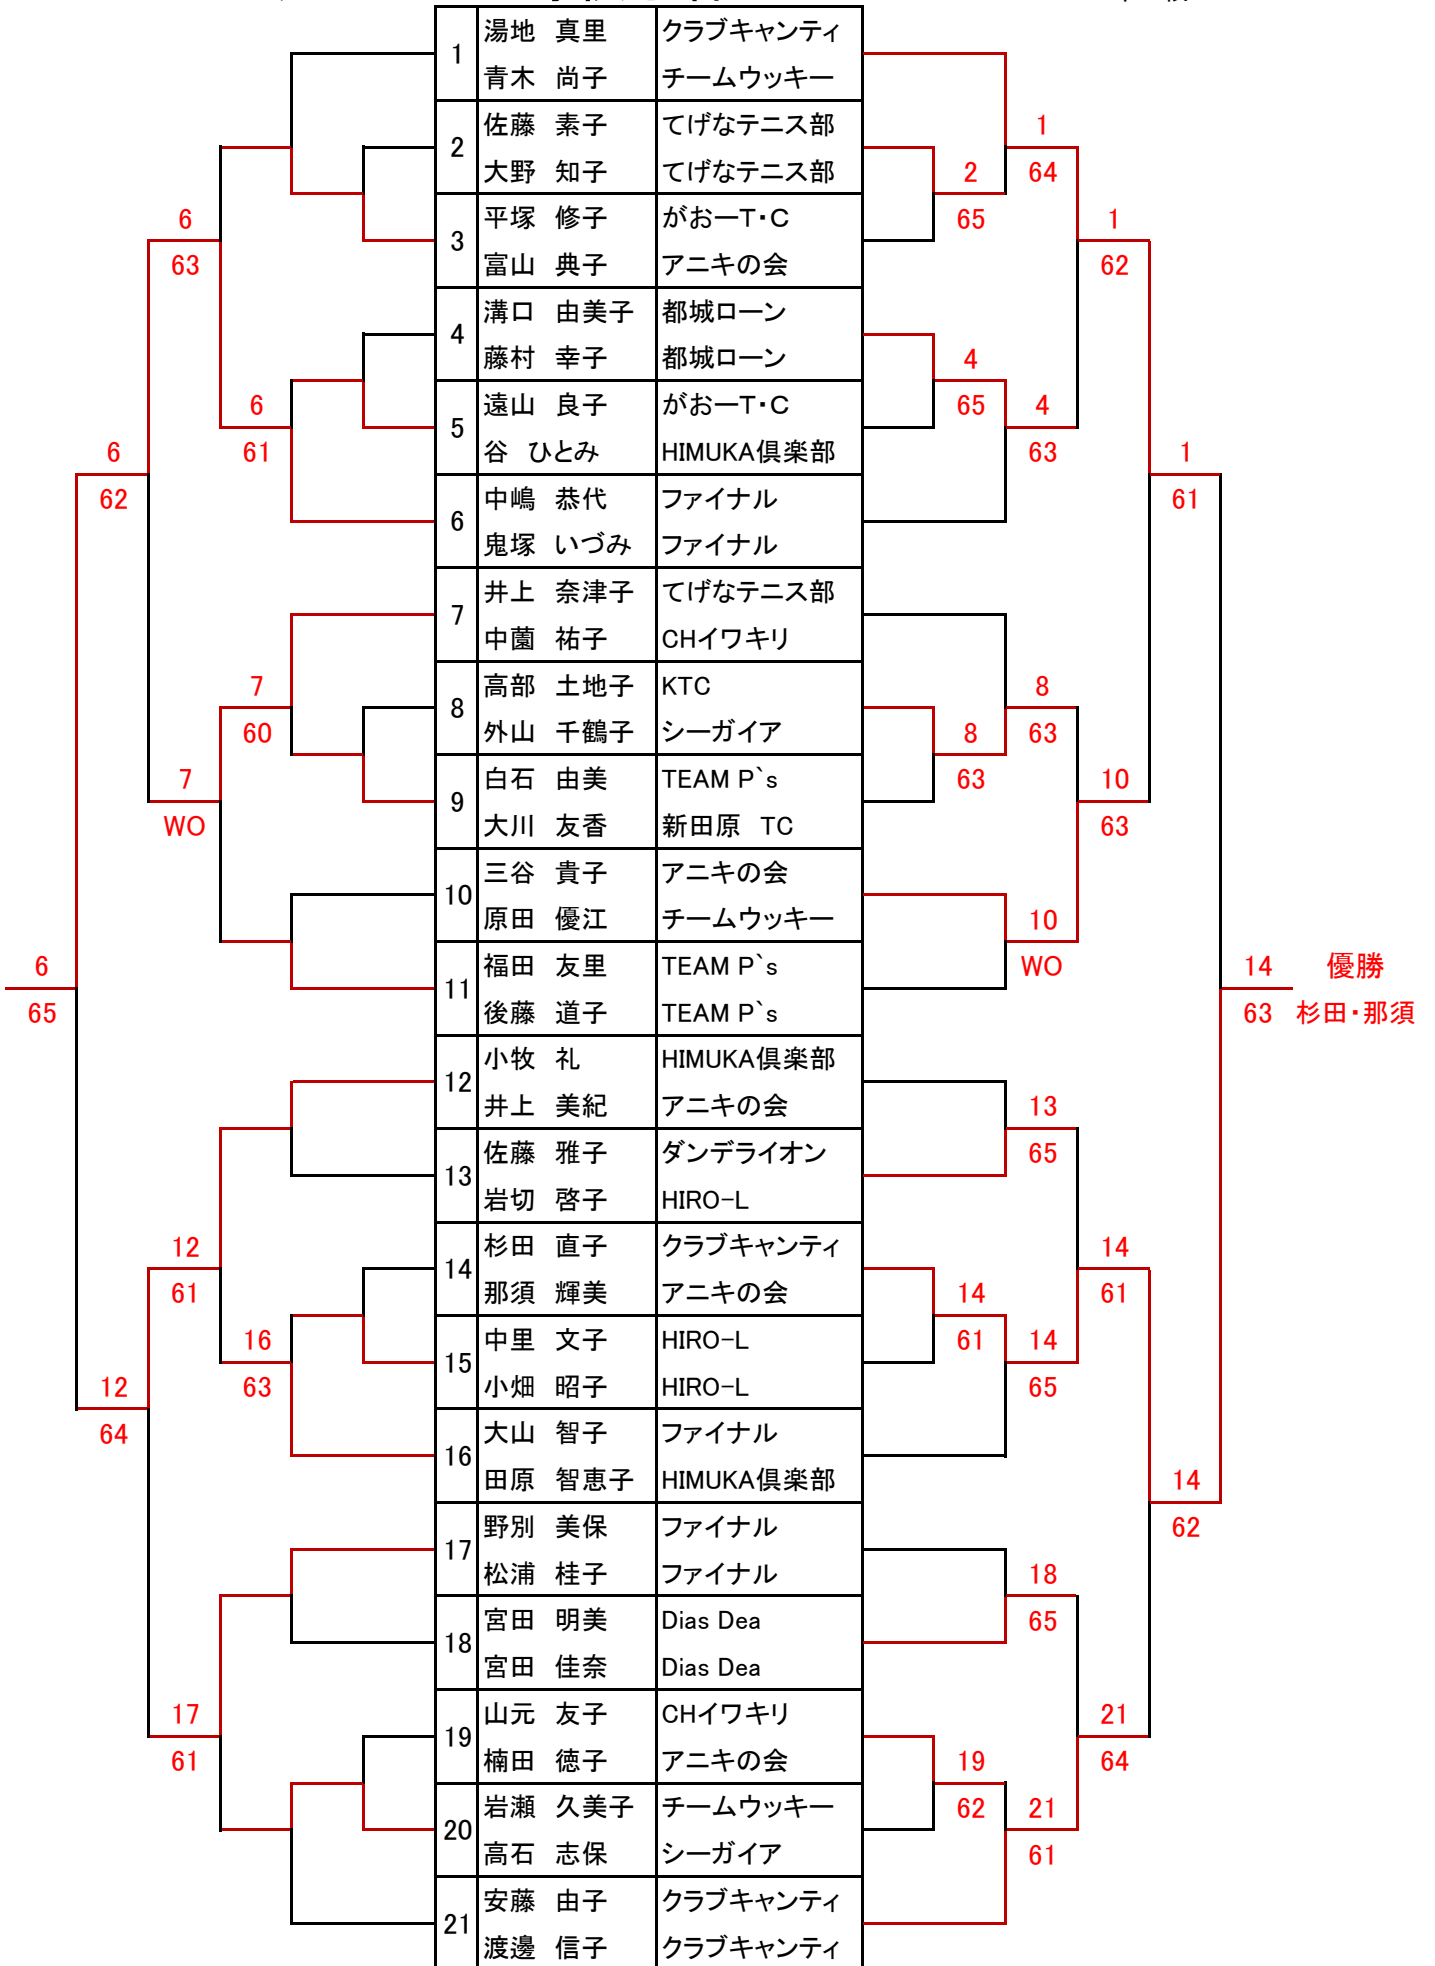 1 湯地 真里 クラブキャンティ
青木 尚子 チームウッキー
2 佐藤 素子 てげなテニス部
大野 知子 てげなテニス部
3 平塚 修子 がおーT・C
富山 典子 アニキの会
4 溝口 由美子 都城ローン
藤村 幸子 都城ローン
5 遠山 良子 がおーT・C
谷 ひとみ HIMUKA倶楽部
6 中嶋 恭代 ファイナル
鬼塚 いづみ ファイナル
7 井上 奈津子 てげなテニス部
中薗 祐子 CHイワキリ
8 高部 土地子 KTC
外山 千鶴子 シーガイア
9 白石 由美 TEAM P`s
大川 友香 新田原 TC
10 三谷 貴子 アニキの会
原田 優江 チームウッキー
11 福田 友里 TEAM P`s
後藤 道子 TEAM P`s
12 小牧 礼 HIMUKA倶楽部
井上 美紀 アニキの会
13 佐藤 雅子 ダンデライオン
岩切 啓子 HIRO-L
14 杉田 直子 クラブキャンティ
那須 輝美 アニキの会
15 中里 文子 HIRO-L
小畑 昭子 HIRO-L
16 大山 智子 ファイナル
田原 智恵子 HIMUKA倶楽部
17 野別 美保 ファイナル
松浦 桂子 ファイナル
18 宮田 明美 Dias Dea
宮田 佳奈 Dias Dea
19 山元 友子 CHイワキリ
楠田 徳子 アニキの会
20 岩瀬 久美子 チームウッキー
高石 志保 シーガイア
21 安藤 由子 クラブキャンティ
渡邊 信子 クラブキャンティ
6
63
6
61
6
62
7
60
7
WO
6
65
12
61
16
63
12
64
17
61
2
65
1
64
1
62
4
65
4
63
1
61
8
63
8
63
10
63
10
WO
14 優勝
63 杉田・那須
13
65
14
61
14
61
14
65
14
62
18
65
21
64
19
62
21
61